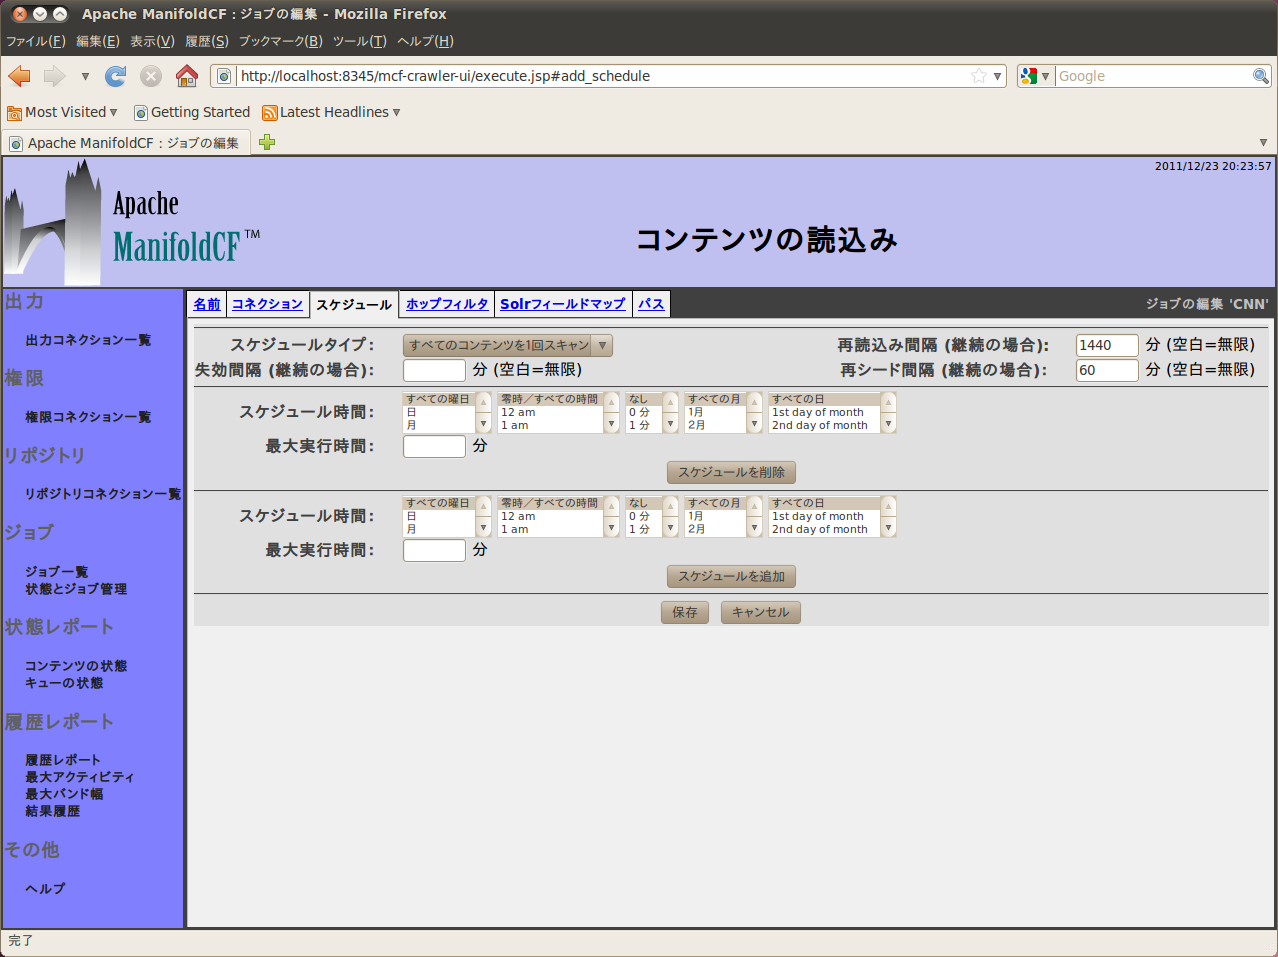 Apache ManifoldCF : ジョブの編集 - Mozilla Firefox
ファイル(F) 編集(E) 表示(V) 履歴(S) ブックマーク(B) ツール(T) ヘルプ(H)
http://localhost:8345/mcf-crawler-ui/execute.jsp#add_schedule
Google
Most Visited
Getting Started
Latest Headlines
Apache ManifoldCF : ジョブの編集
2011/12/23 20:23:57
Apache
ManifoldCF™
コンテンツの読込み
出力
出力コネクション一覧
権限
権限コネクション一覧
リポジトリ
リポジトリコネクション一覧
ジョブ
ジョブ一覧
状態とジョブ管理
状態レポート
コンテンツの状態
キューの状態
履歴レポート
履歴レポート
最大アクティビティ
最大バンド幅
結果履歴
その他
ヘルプ
名前 コネクション スケジュール ホップフィルタ Solrフィールドマップ パス
ジョブの編集 'CNN'
スケジュールタイプ: すべてのコンテンツを1回スキャン
再読込み間隔 (継続の場合): 1440 分 (空白=無限)
失効間隔 (継続の場合): 分 (空白=無限)
再シード間隔 (継続の場合): 60 分 (空白=無限)
スケジュール時間:
すべての曜日 零時／すべての時間 なし すべての月 すべての日
日 12 am 0 分 1月 1st day of month
月 1 am 1 分 2月 2nd day of month
最大実行時間: 分
スケジュールを削除
スケジュール時間:
すべての曜日 零時／すべての時間 なし すべての月 すべての日
日 12 am 0 分 1月 1st day of month
月 1 am 1 分 2月 2nd day of month
最大実行時間: 分
スケジュールを追加
保存 キャンセル
完了